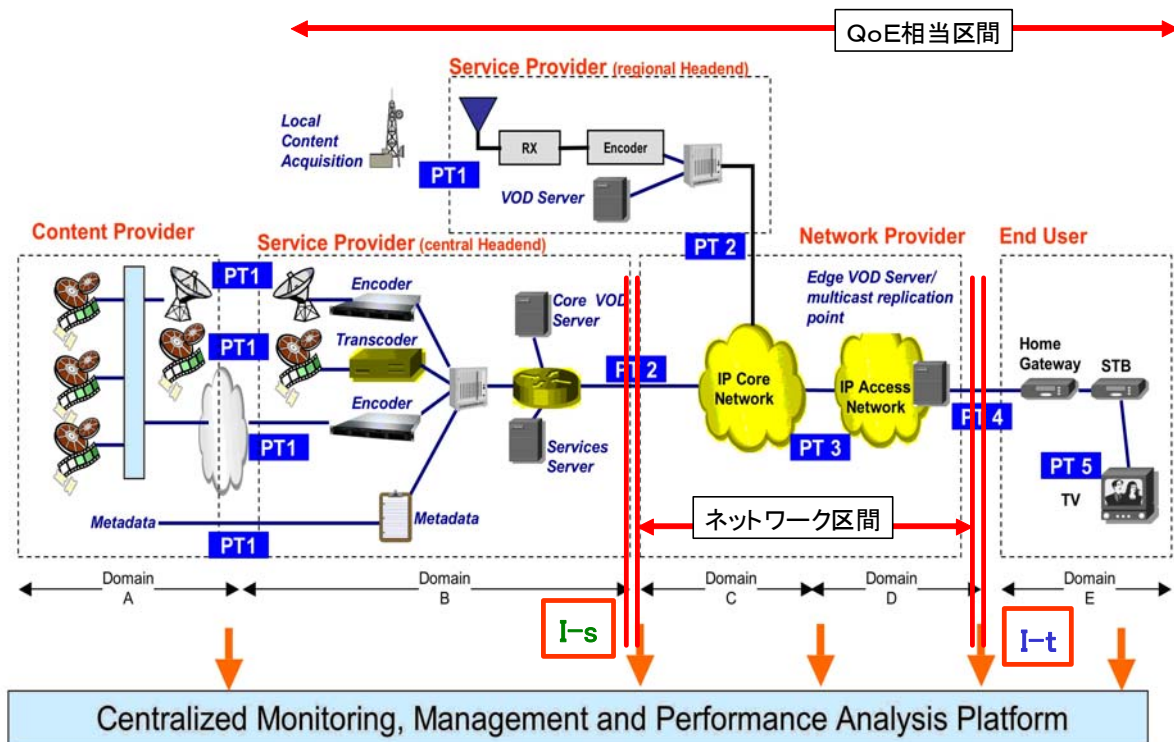 QoE相当区間
Service Provider (regional Headend)
Local
Content
Acquisition
RX
Encoder
PT1
VOD Server
Content Provider
Service Provider (central Headend)
PT 2
Network Provider
End User
PT1
Encoder
Core VOD
Server
Edge VOD Server/
multicast replication
point
PT1
Transcoder
Home
Gateway
STB
PT 2
IP Core
Network
IP Access
Network
Encoder
PT1
PT 4
PT 3
Services
Server
PT 5
TV
Metadata
Metadata
ネットワーク区間
PT1
Domain
A
Domain
B
Domain
C
Domain
D
Domain
E
I-s
I-t
Centralized Monitoring, Management and Performance Analysis Platform